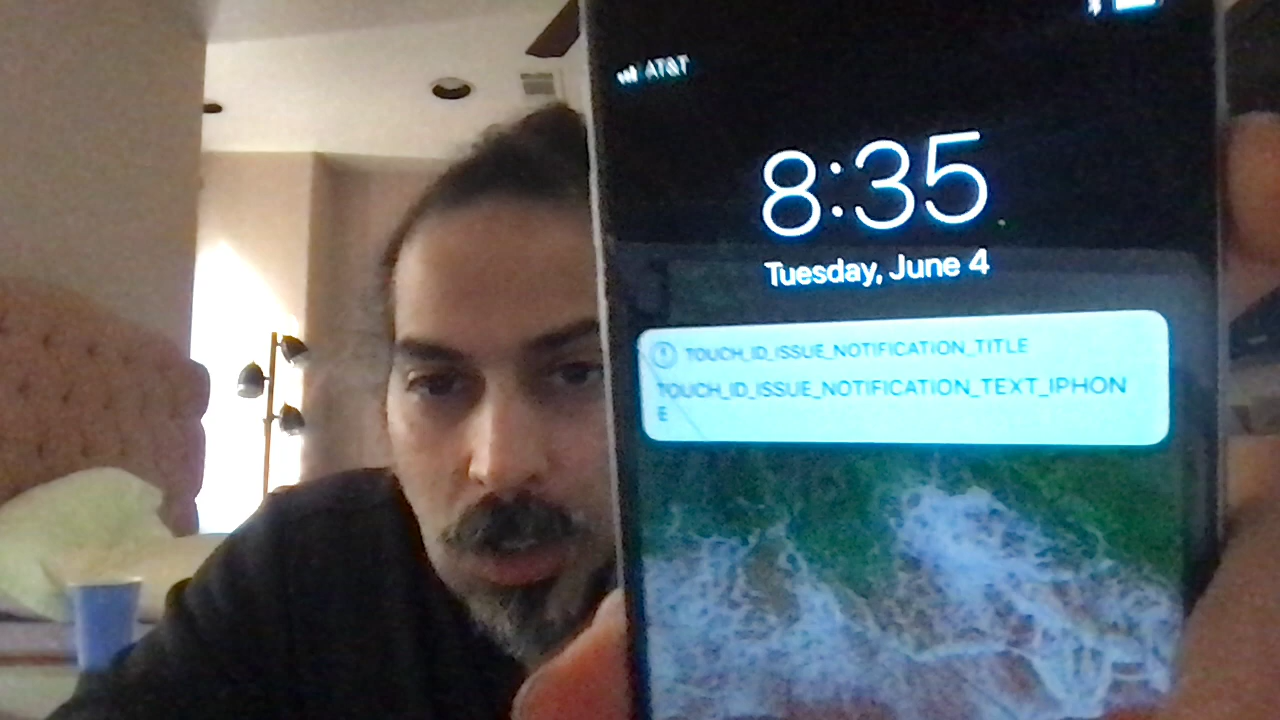 AT&T
8:35
Tuesday, June 4
TOUCH_ID_ISSUE_NOTIFICATION_TITLE
TOUCH_ID_ISSUE_NOTIFICATION_TEXT_IPHON
E